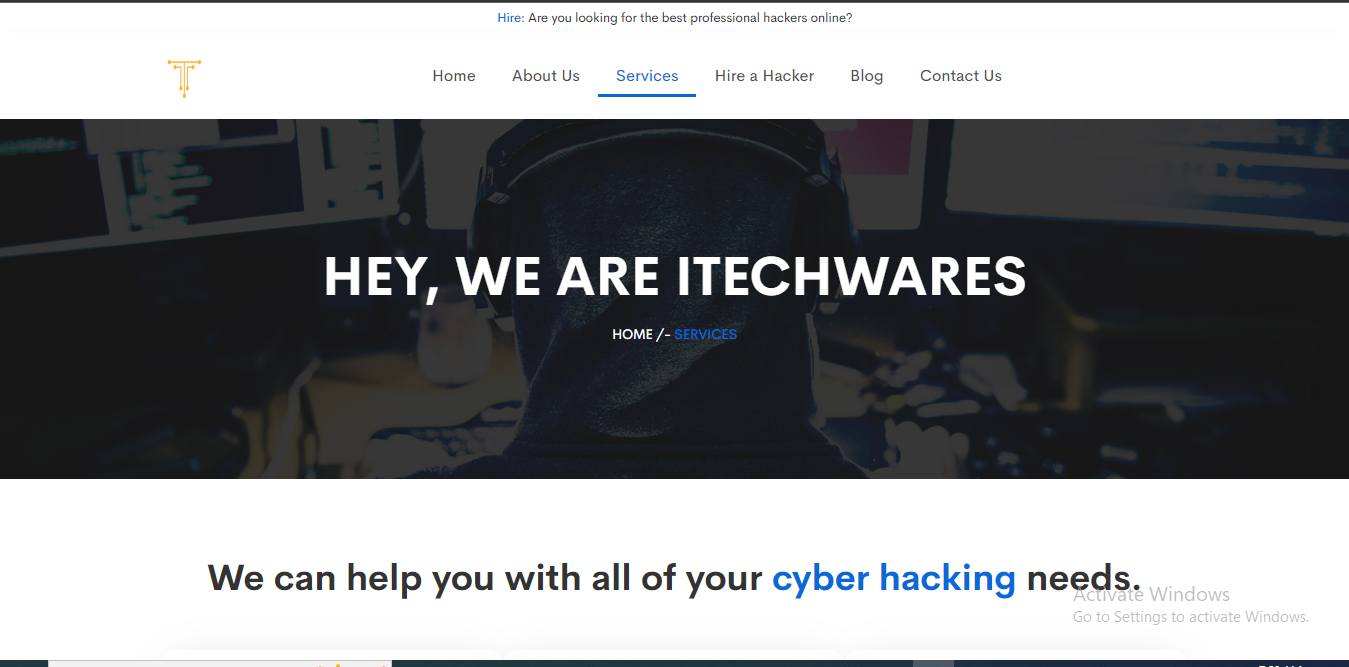 Hire: Are you looking for the best professional hackers online?
Home About Us Services Hire a Hacker Blog Contact Us
HEY, WE ARE ITECHWARES
HOME /- SERVICES
We can help you with all of your cyber hacking needs.
Activate Windows
Go to Settings to activate Windows.